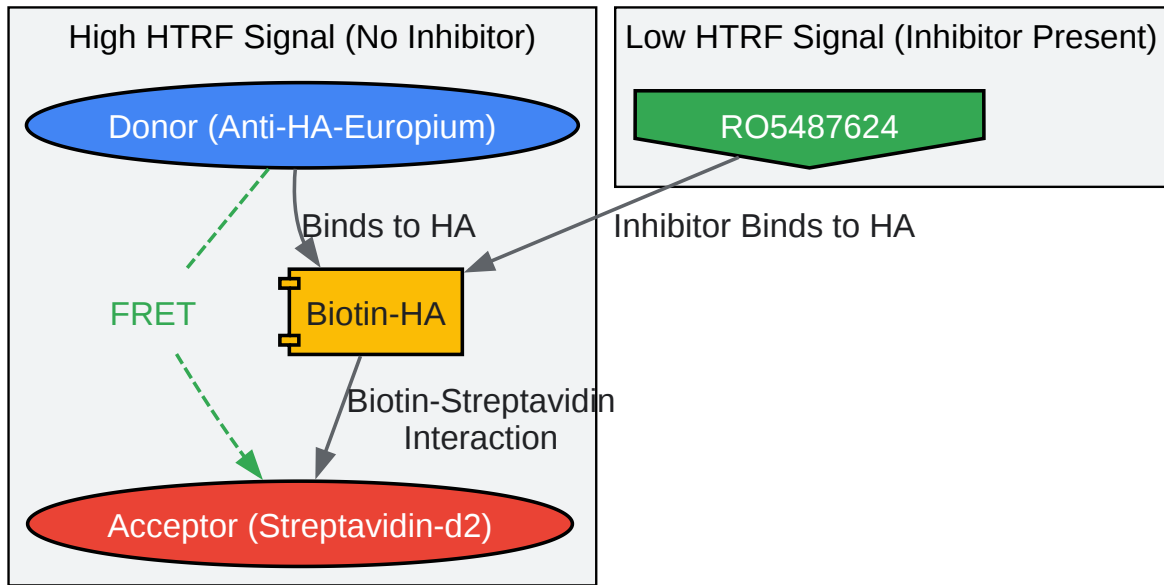 High HTRF Signal (No Inhibitor)
Low HTRF Signal (Inhibitor Present)
Donor (Anti-HA-Europium)
RO5487624
Binds to HA
Inhibitor Binds to HA
FRET
Biotin-HA
Biotin-Streptavidin
Interaction
Acceptor (Streptavidin-d2)